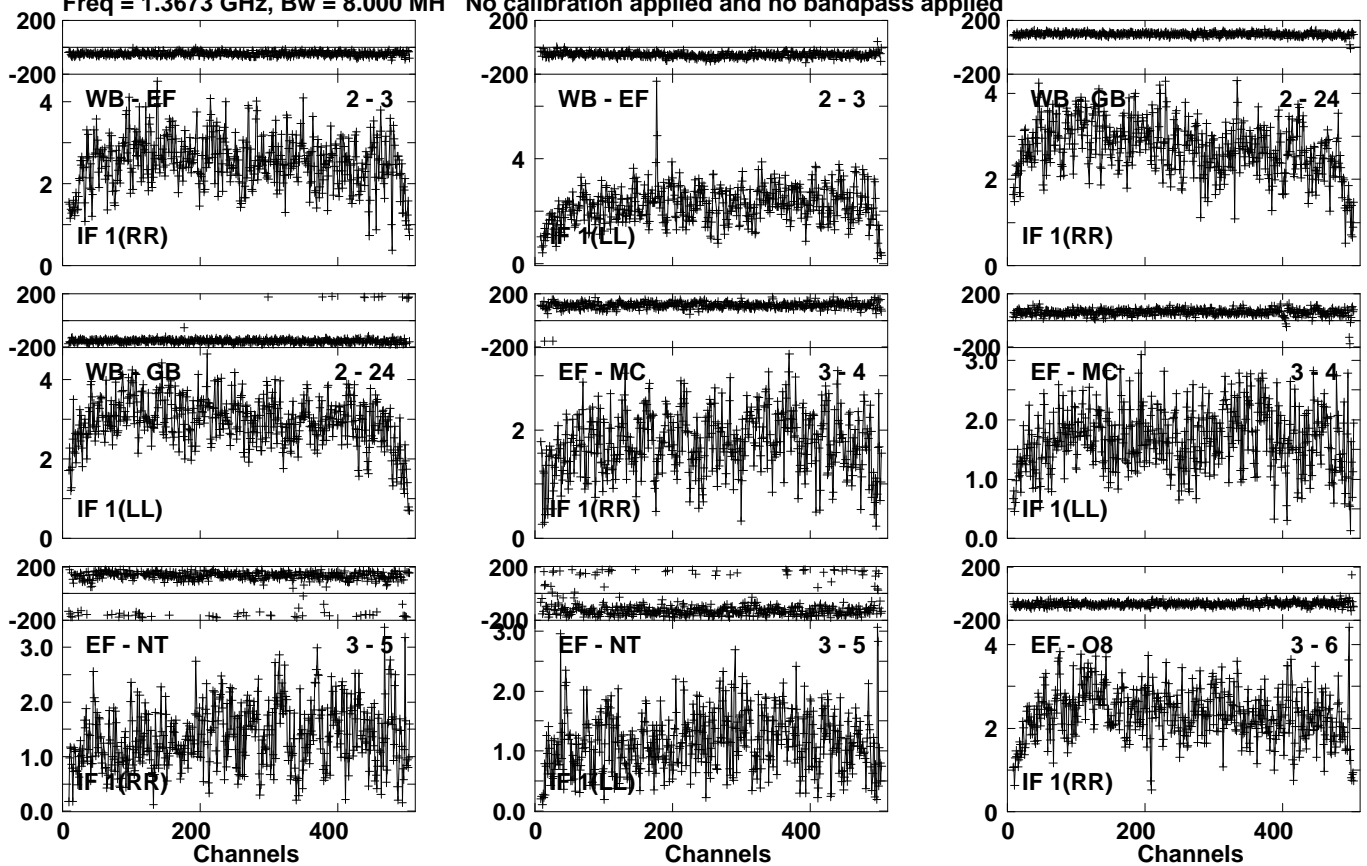 Freq = 1.3673 GHz, Bw = 8.000 MH No calibration applied and no bandpass applied
200
-200
WB - EF 2 - 3
4
2
IF 1(RR)
0
WB - EF 2 - 3
4
IF 1(LL)
0
200
-200
WB - GB 2 - 24
4
2
IF 1(RR)
0
200
-200
WB - GB 2 - 24
4
2
IF 1(LL)
0
200
-200
EF - MC 3 - 4
2
IF 1(RR)
0
200
-200
3.0
EF - MC 3 - 4
2.0
1.0
IF 1(LL)
0.0
200
-200
EF - NT 3 - 5
3.0
2.0
1.0
IF 1(RR)
0.0
0 200 400
Channels
200
-200
3.0
EF - NT 3 - 5
2.0
1.0
IF 1(LL)
0.0
0 200 400
Channels
200
-200
EF - O8 3 - 6
4
2
IF 1(RR)
0
0 200 400
Channels